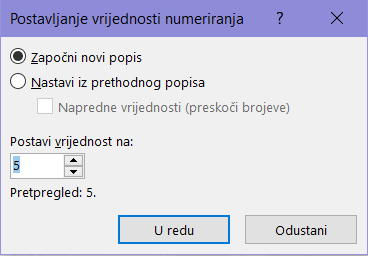 Postavljanje vrijednosti numeriranja ? ×
Započni novi popis
Nastavi iz prethodnog popisa
Napredne vrijednosti (preskoči brojeve)
Postavi vrijednost na:
5
Pretpregled: 5.
U redu Odustani